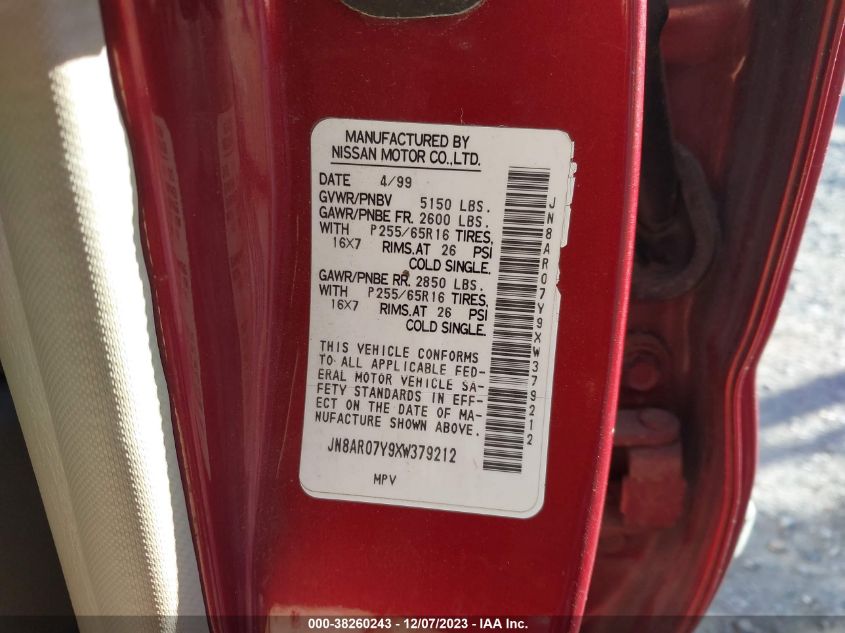 MANUFACTURED BY
NISSAN MOTOR CO.,LTD.
DATE 4/99
GVWR/PNBV 5150 LBS.
GAWR/PNBE FR. 2600 LBS.
WITH P255/65R16 TIRES,
16X7 RIMS.AT 26 PSI
COLD SINGLE.
GAWR/PNBE RR. 2850 LBS.
WITH P255/65R16 TIRES,
16X7 RIMS.AT 26 PSI
COLD SINGLE.
THIS VEHICLE CONFORMS
TO ALL APPLICABLE FED-
ERAL MOTOR VEHICLE SA-
FETY STANDARDS IN EFF-
ECT ON THE DATE OF MA-
NUFACTURE SHOWN ABOVE.
JN8AR07Y9XW379212
MPV
JN8AR07Y9XW379212
000-38260243 - 12/07/2023 - IAA Inc.